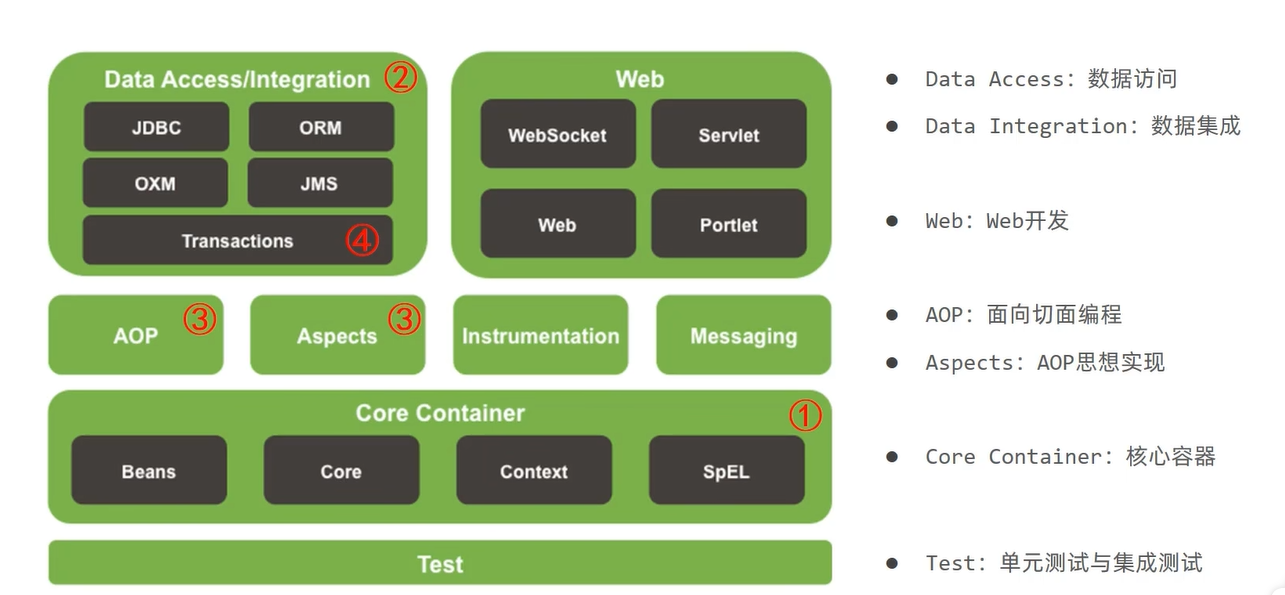 Data Access/Integration ②
JDBC
ORM
OXM
JMS
Transactions ④
Web
WebSocket
Servlet
Web
Portlet
AOP ③
Aspects ③
Instrumentation
Messaging
Core Container ①
Beans
Core
Context
SpEL
Test
● Data Access：数据访问
● Data Integration：数据集成
● Web：Web开发
● AOP：面向切面编程
● Aspects：AOP思想实现
● Core Container：核心容器
● Test：单元测试与集成测试